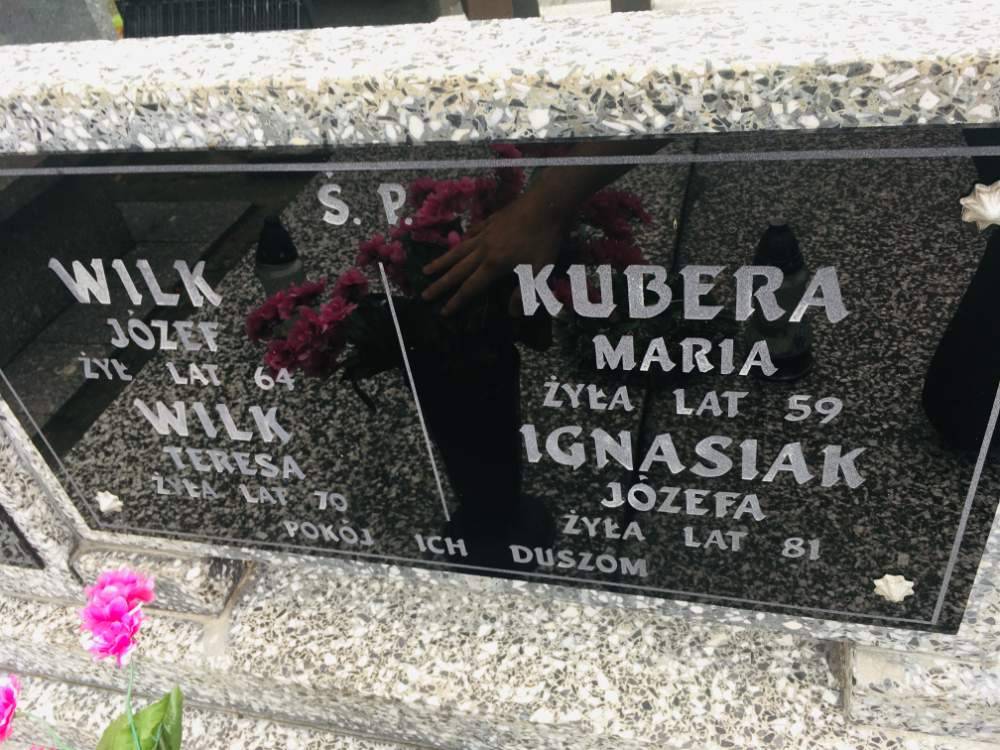 Ś. P.
WILK
JÓZEF
ŻYŁ LAT 64
WILK
TERESA
ŻYŁA LAT 70
KUBERA
MARIA
ŻYŁA LAT 59
IGNASIAK
JÓZEFA
ŻYŁA LAT 81
POKÓJ ICH DUSZOM